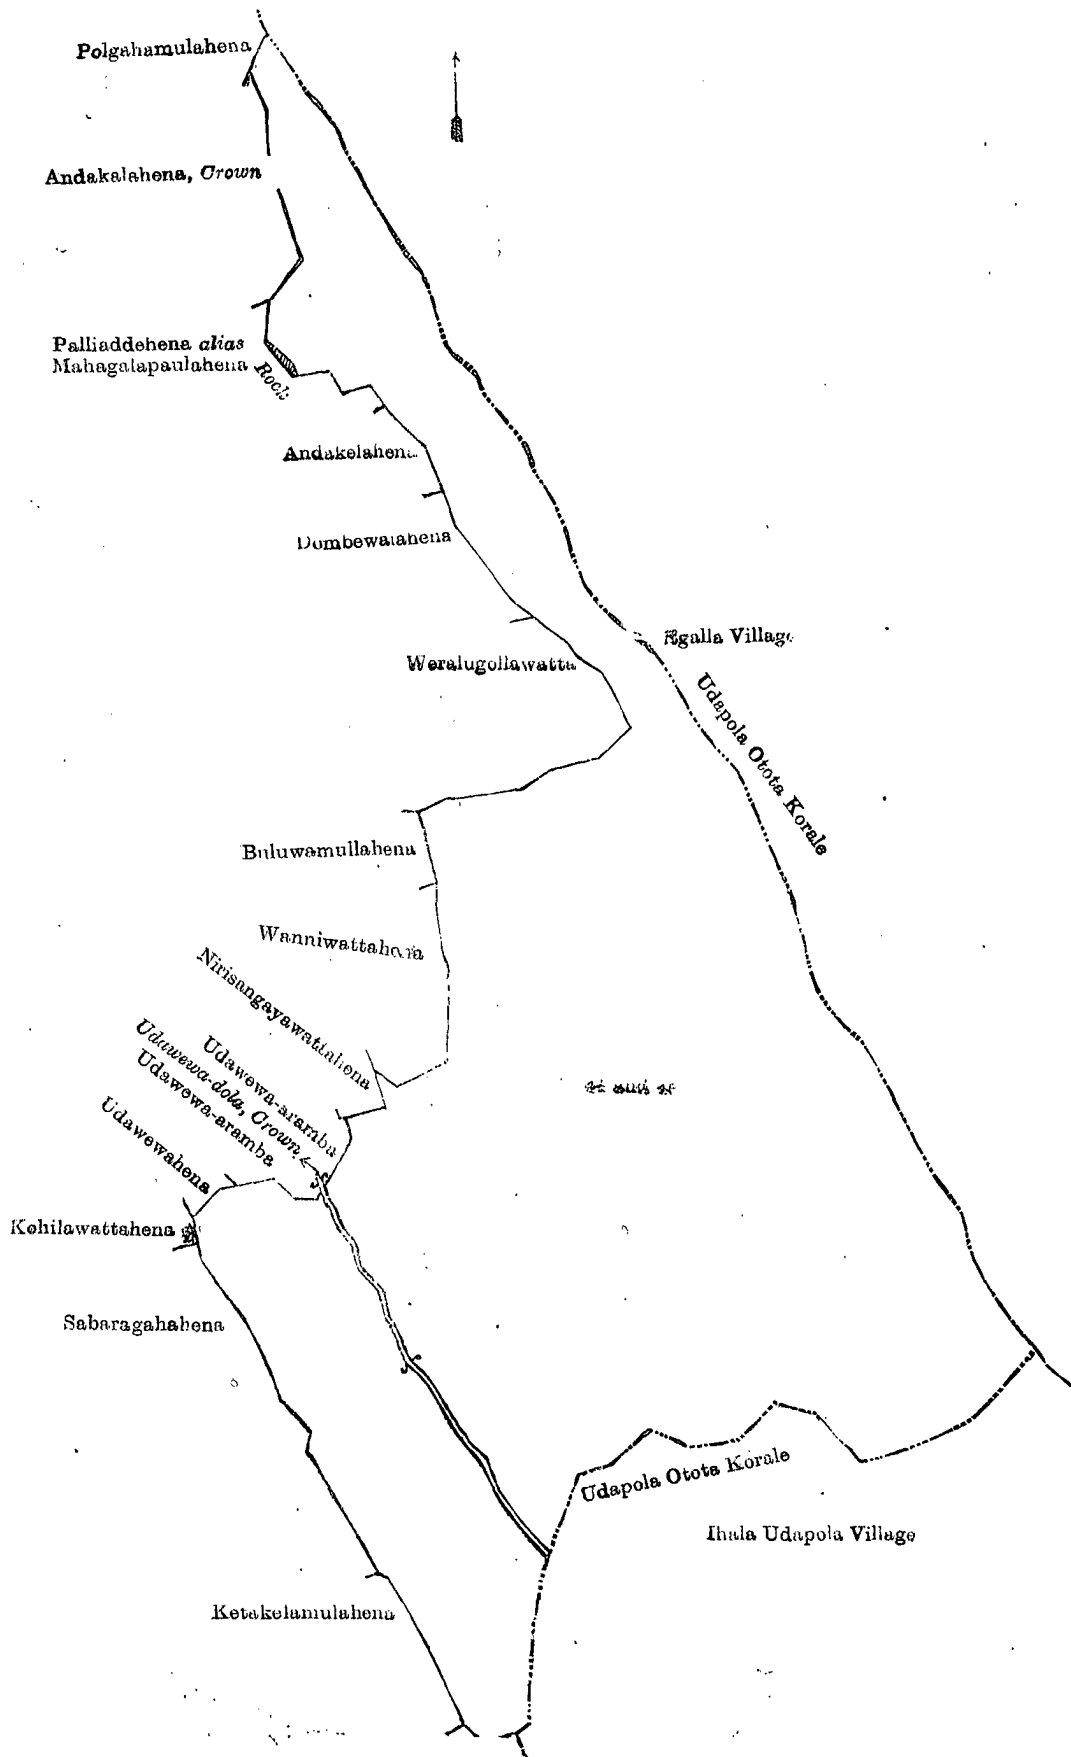 Polgahamulahena
Andakalahena, Crown
Palliaddehena alias
Mahagalapaulahena
Rock
Andakelahena
Dombewalahena
Weralugollawatta
Egalla Village
Udapola Otota Korale
Buluwamullahena
Wanniwattahena
Nirisangayawattahena
Udawewa-aramba
Udawewa-dola, Crown
Udawewa-aramba
Udawewahena
Kohilawattahena
Sabaragahahena
Udapola Otota Korale
Ihala Udapola Village
Ketakelamulahena